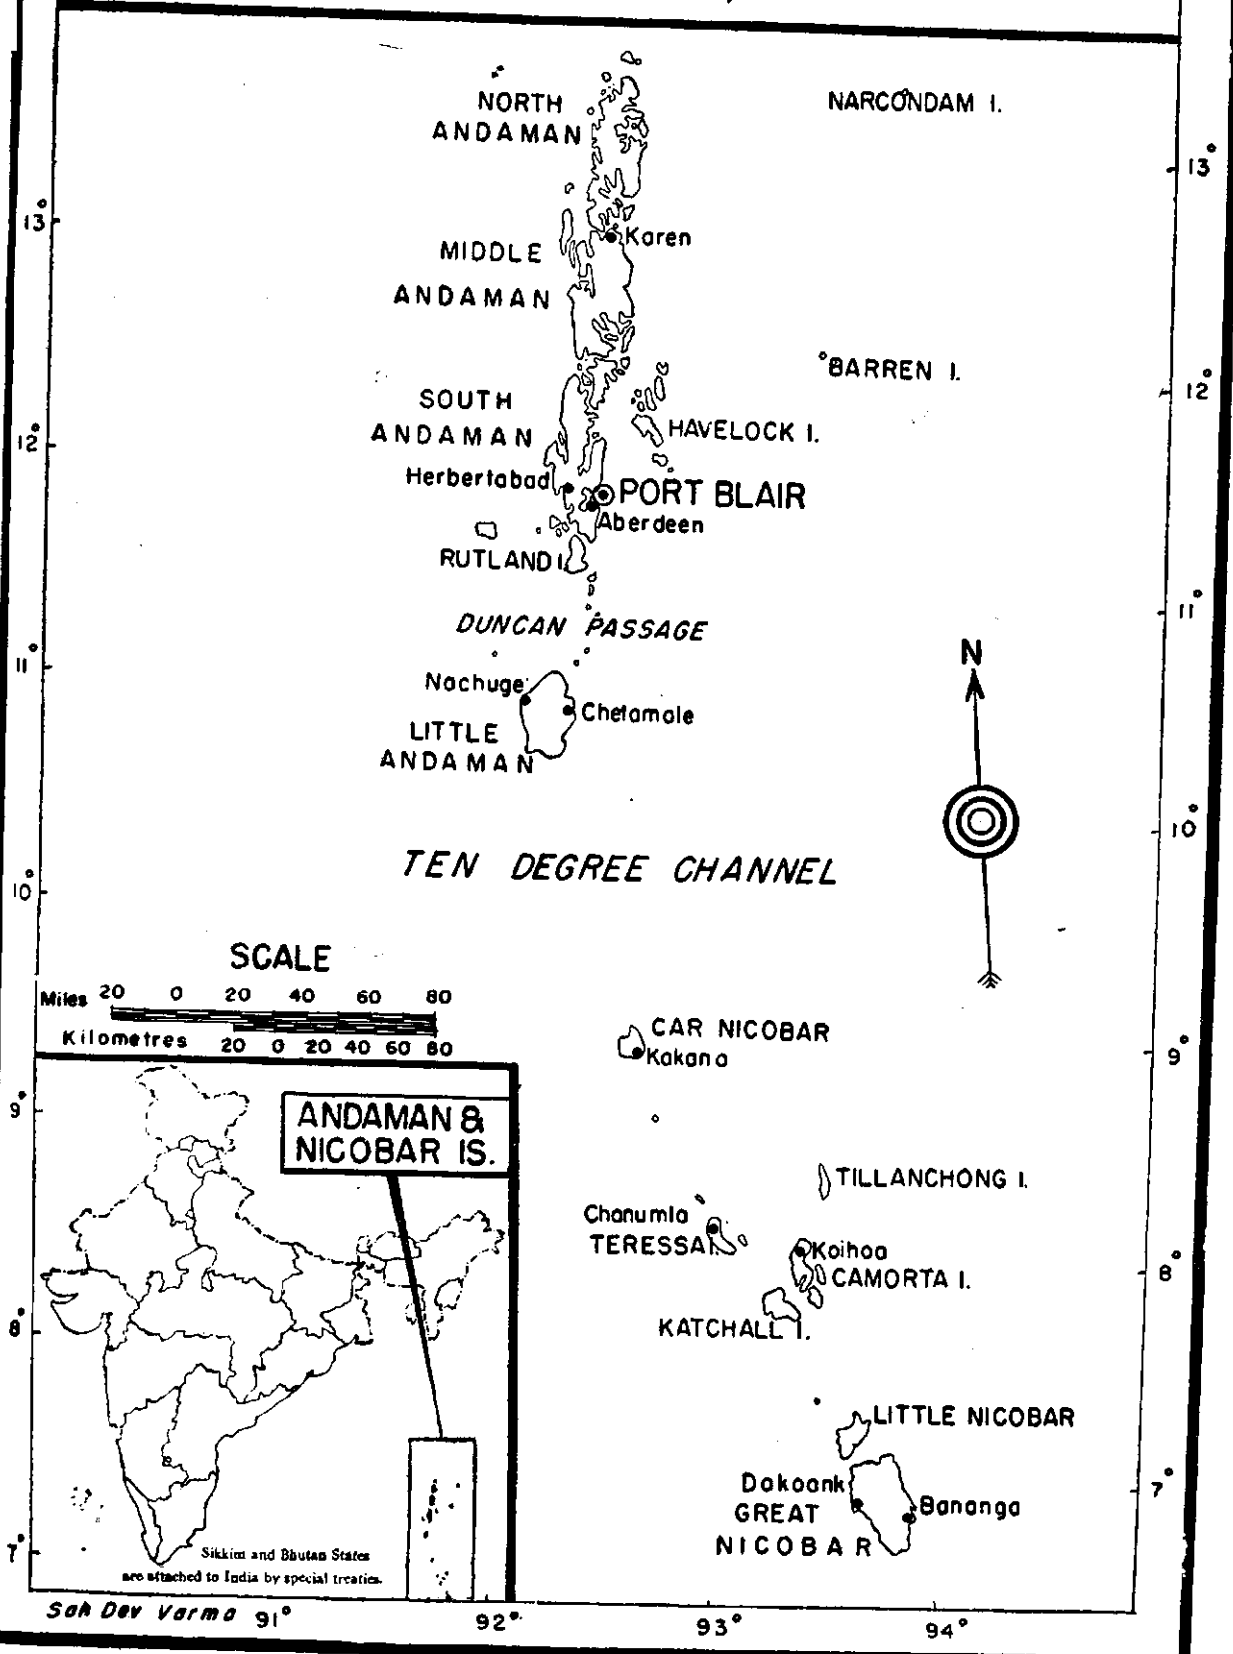 NORTH
ANDAMAN
NARCONDAM I.
13°
13°
Karen
MIDDLE
ANDAMAN
BARREN I.
12°
SOUTH
ANDAMAN
HAVELOCK I.
12°
Herbertabad
PORT BLAIR
Aberdeen
RUTLAND I.
11°
DUNCAN PASSAGE
11°
N
Nachuge
Chetamale
LITTLE
ANDAMAN
10°
TEN DEGREE CHANNEL
10°
SCALE
Miles 20 0 20 40 60 80
Kilometres 20 0 20 40 60 80
CAR NICOBAR
Kakana
9°
9°
ANDAMAN &
NICOBAR IS.
TILLANCHONG I.
Chanumla
TERESSA I.
Koihoa
CAMORTA I.
8°
8°
KATCHALL I.
LITTLE NICOBAR
Dakoank
GREAT
NICOBAR
Bananga
7°
7°
Sikkim and Bhutan States
are attached to India by special treaties.
Sah Dev Varma
91° 92° 93° 94°